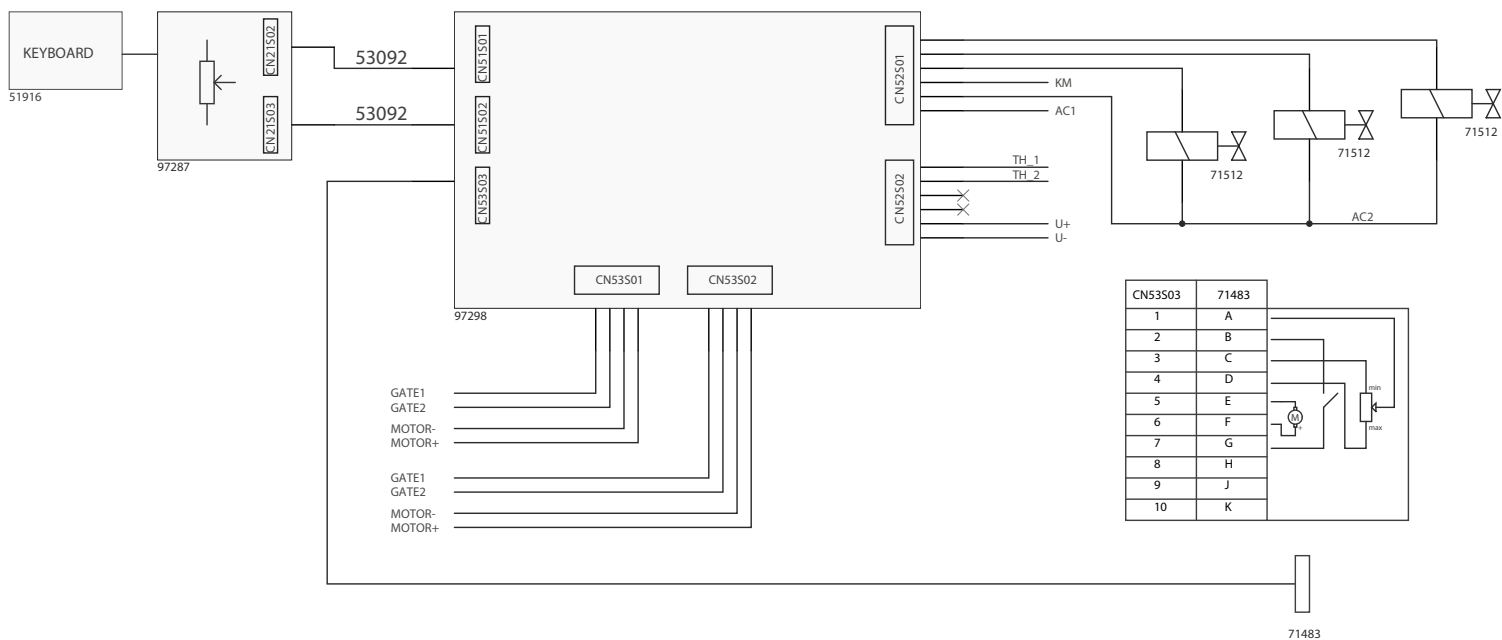 KEYBOARD
51916
CN21S02
CN21S03
97287
53092
53092
CN51S01
CN51S02
CN53S03
CN52S01
CN52S02
CN53S01
CN53S02
97298
KM
AC1
TH_1
TH_2
U+
U-
71512
71512
71512
AC2
GATE1
GATE2
MOTOR-
MOTOR+
GATE1
GATE2
MOTOR-
MOTOR+
CN53S03 71483
1 A
2 B
3 C
4 D
5 E
6 F
7 G
8 H
9 J
10 K
min
M
+
max
71483